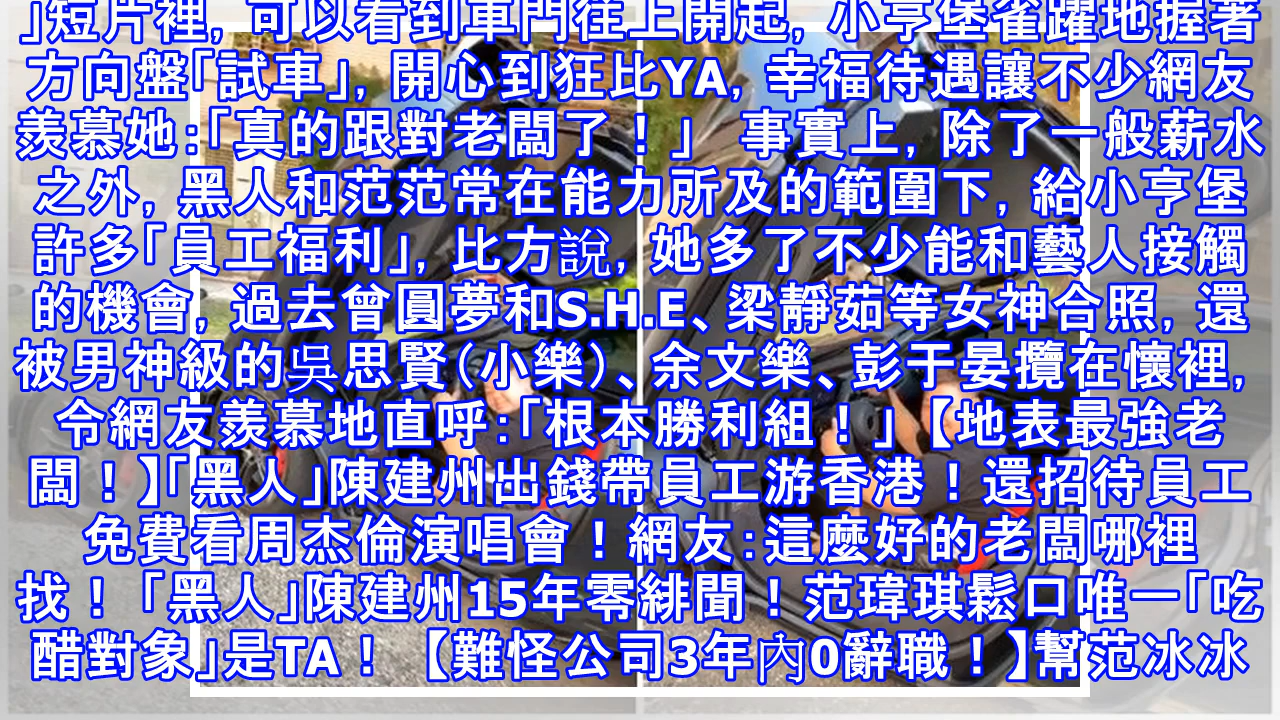 」短片裡, 可以看到車門往上開起, 小亨堡雀躍地握著
方向盤「試車」, 開心到狂比YA, 幸福待遇讓不少網友
羨慕她:「真的跟對老闆了！」 事實上, 除了一般薪水
之外, 黑人和范范常在能力所及的範圍下, 給小亨堡
許多「員工福利」, 比方說, 她多了不少能和藝人接觸
的機會, 過去曾圓夢和S.H.E、梁靜茹等女神合照, 還
被男神級的吳思賢（小樂）、余文樂、彭于晏攬在懷裡,
令網友羨慕地直呼:「根本勝利組！」【地表最強老
闆！】「黑人」陳建州出錢帶員工游香港！還招待員工
免費看周杰倫演唱會！網友:這麼好的老闆哪裡
找！「黑人」陳建州15年零緋聞！范瑋琪鬆口唯一「吃
醋對象」是TA！ 【難怪公司3年內0辭職！】幫范冰冰